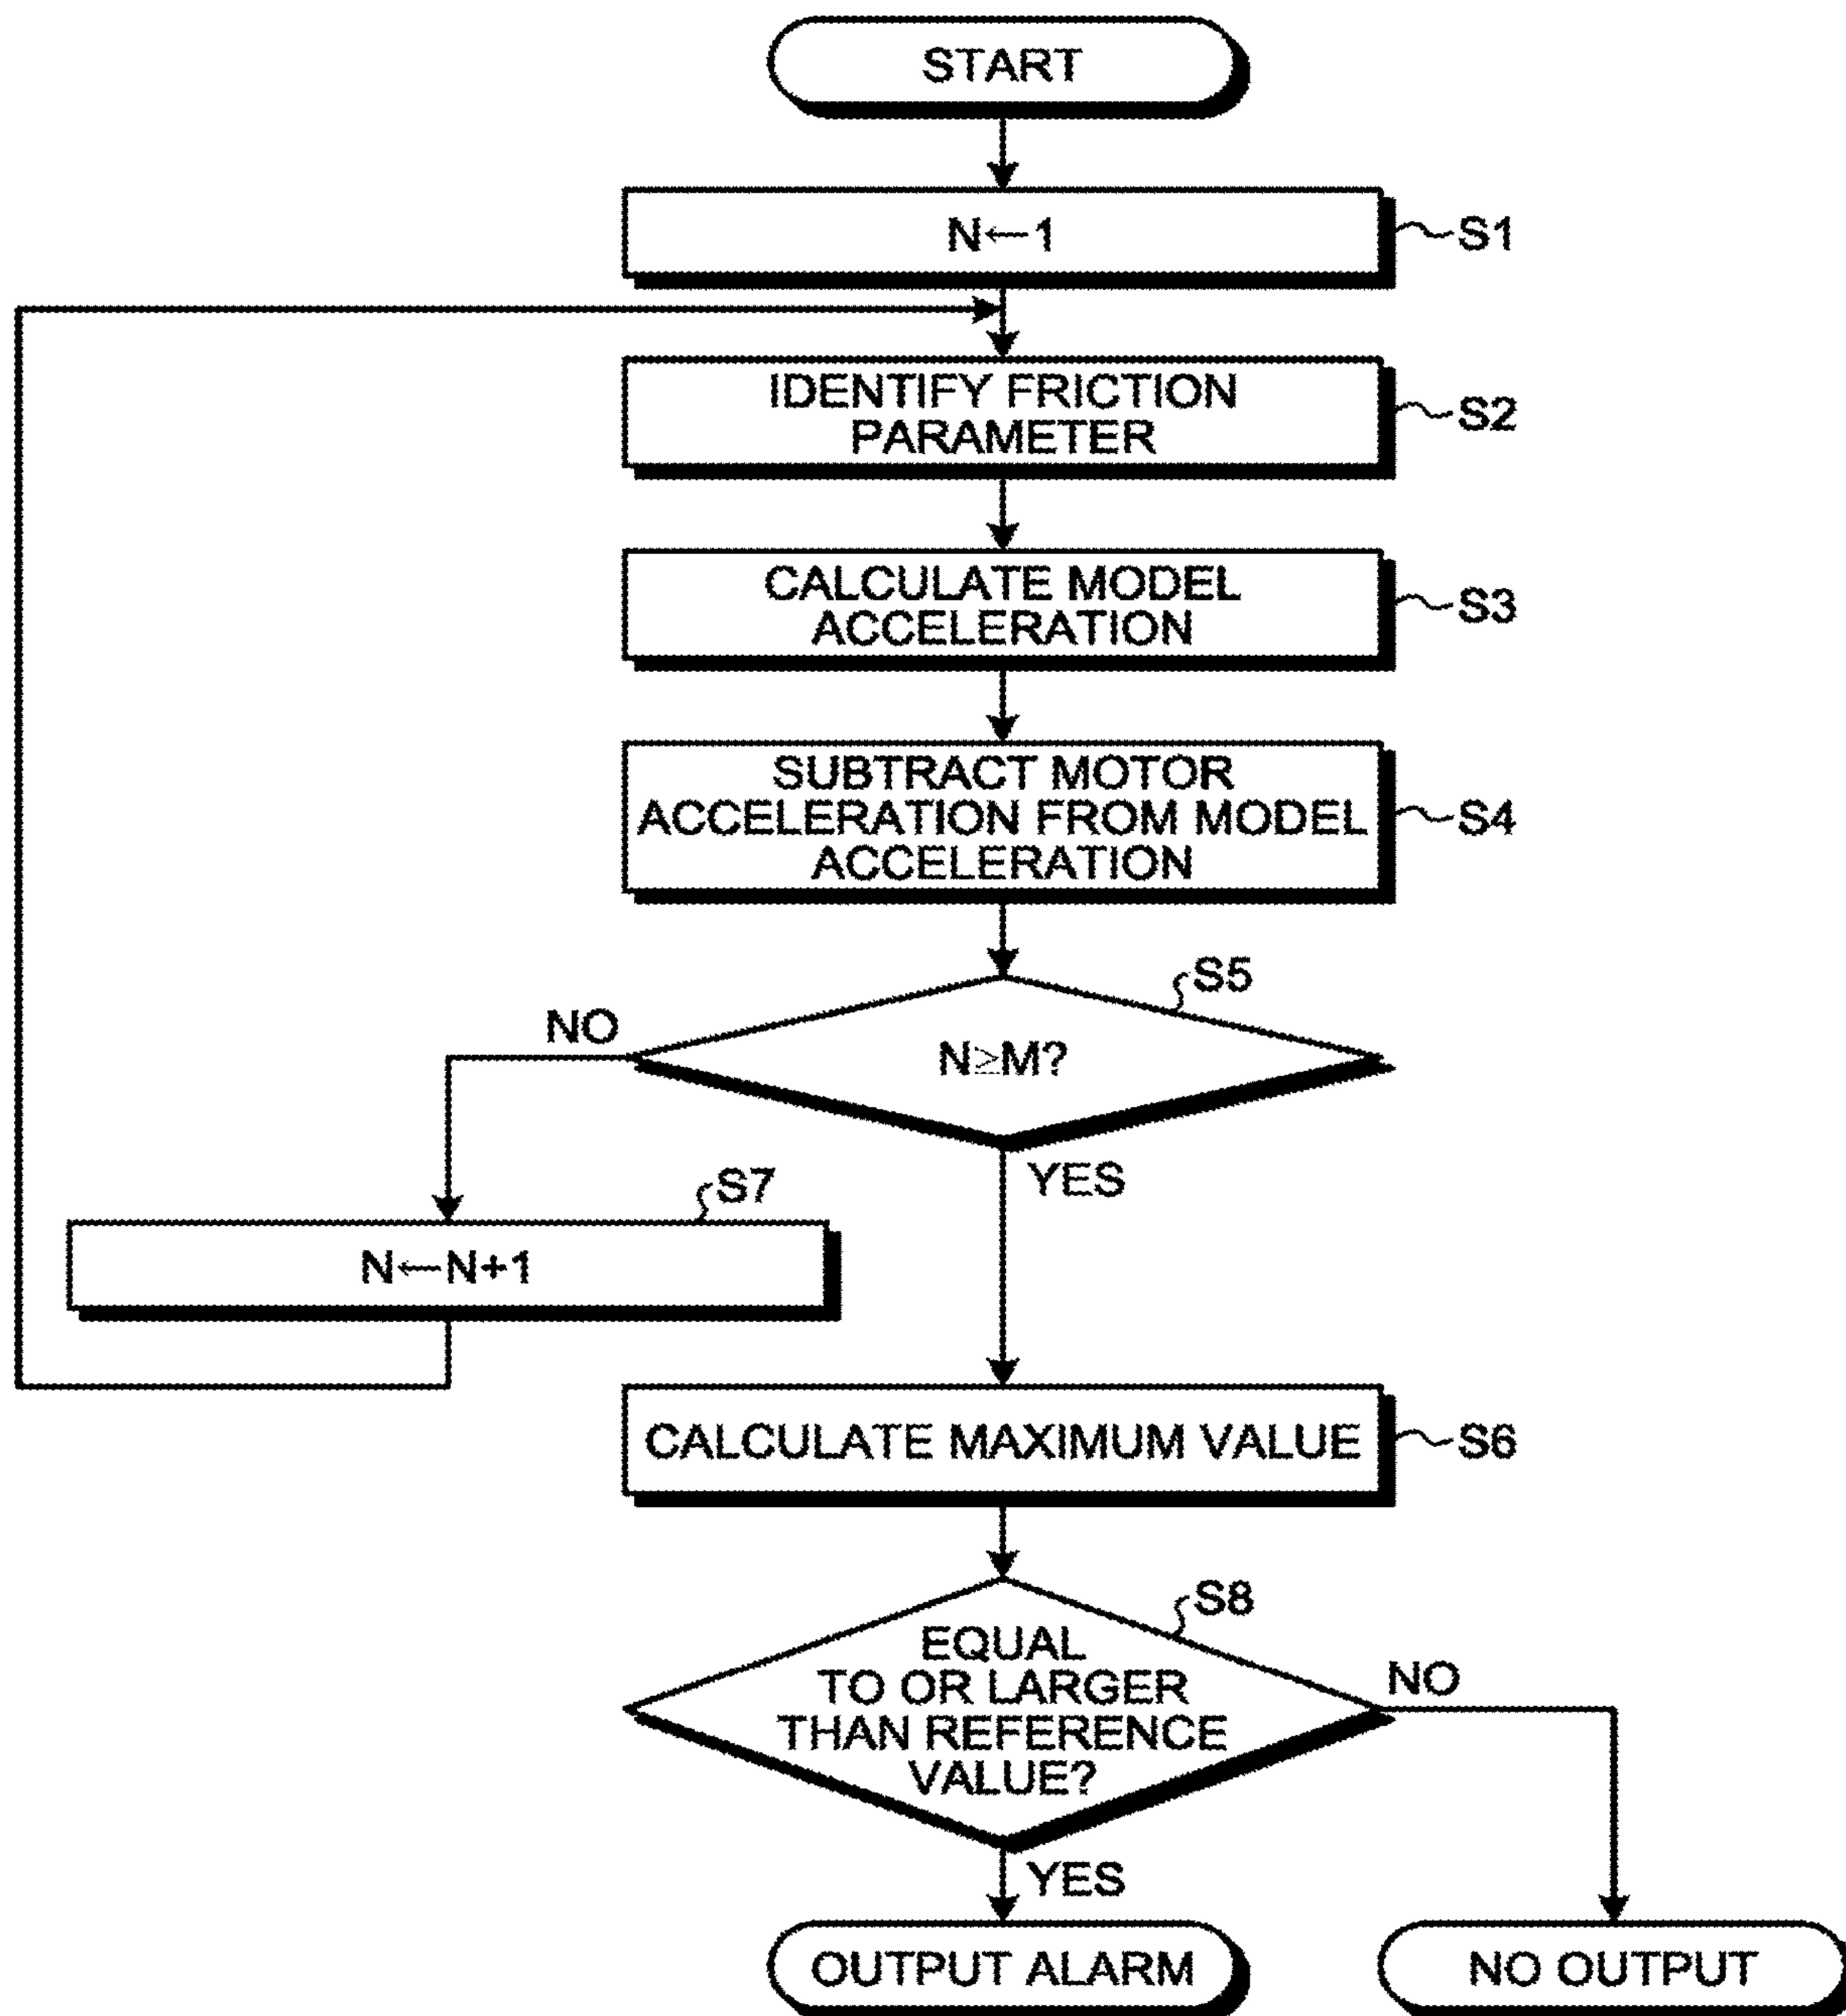 START
N←1
S1
IDENTIFY FRICTION
PARAMETER
S2
CALCULATE MODEL
ACCELERATION
S3
SUBTRACT MOTOR
ACCELERATION FROM MODEL
ACCELERATION
S4
S5
NO
N≥M?
YES
S7
N←N+1
CALCULATE MAXIMUM VALUE
S6
S8
EQUAL
TO OR LARGER
THAN REFERENCE
VALUE?
NO
YES
OUTPUT ALARM
NO OUTPUT